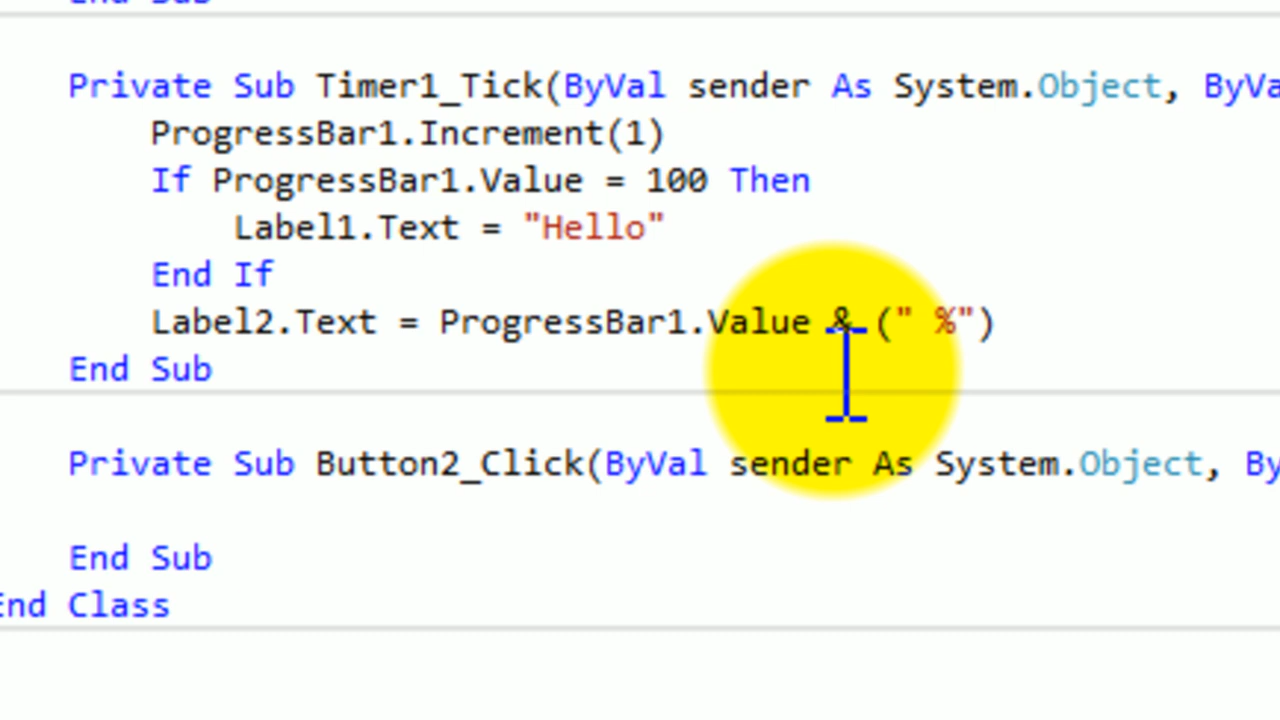 End Sub
Private Sub Timer1_Tick(ByVal sender As System.Object, ByVa
ProgressBar1.Increment(1)
If ProgressBar1.Value = 100 Then
Label1.Text = "Hello"
End If
Label2.Text = ProgressBar1.Value & (" %")
End Sub
Private Sub Button2_Click(ByVal sender As System.Object, By
End Sub
End Class